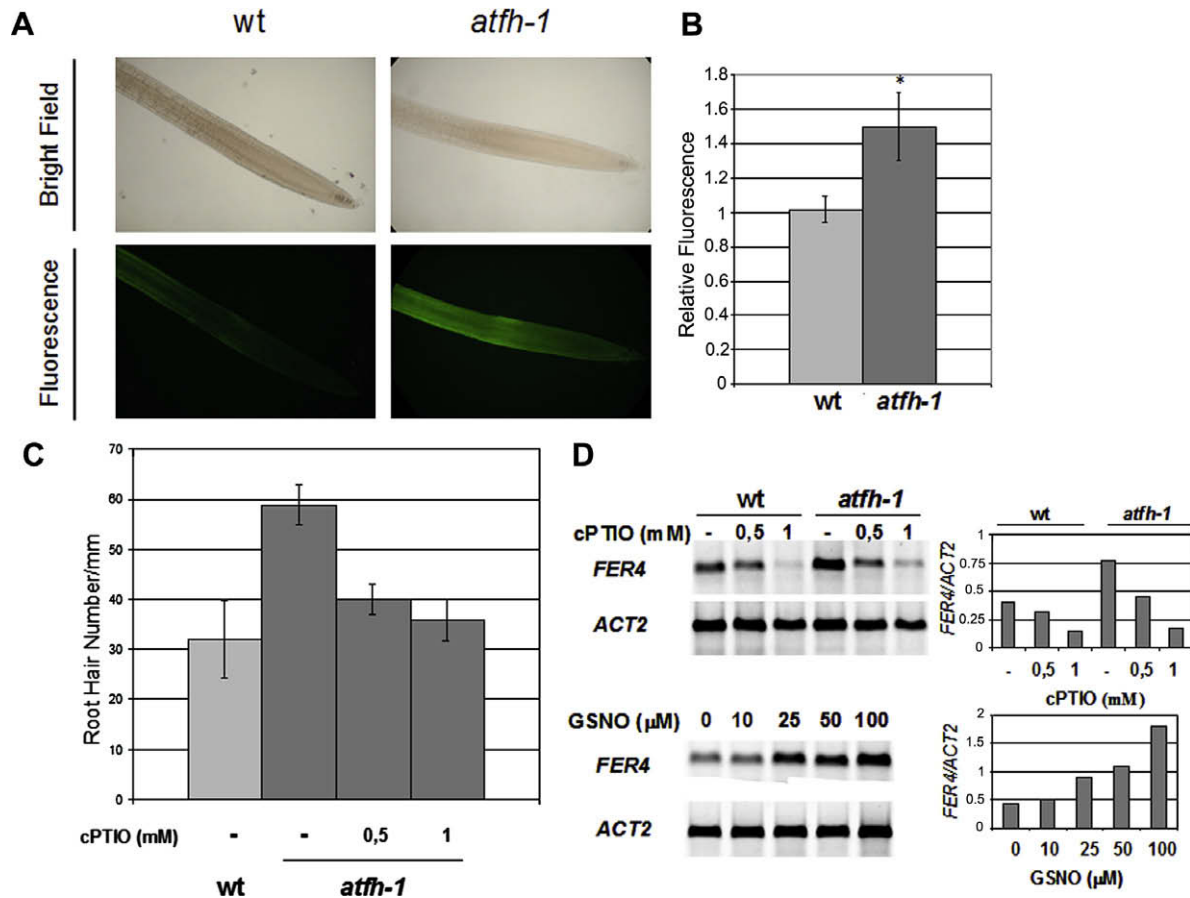 A
wt
atfh-1
Bright Field
Fluorescence
B
Relative Fluorescence
1.8
1.6
1.4
1.2
1
0.8
0.6
0.4
0.2
0
*
wt
atfh-1
C
Root Hair Number/mm
70
60
50
40
30
20
10
0
cPTIO (mM)
-
-
0,5
1
wt
atfh-1
D
wt
atfh-1
cPTIO (mM)
-
0,5
1
-
0,5
1
FER4
ACT2
wt
atfh-1
FER4/ACT2
1
0.75
0.5
0.25
0
-
0,5
1
-
0,5
1
cPTIO (mM)
GSNO (µM)
0
10
25
50
100
FER4
ACT2
FER4/ACT2
2
1.5
1
0.5
0
0
10
25
50
100
GSNO (µM)